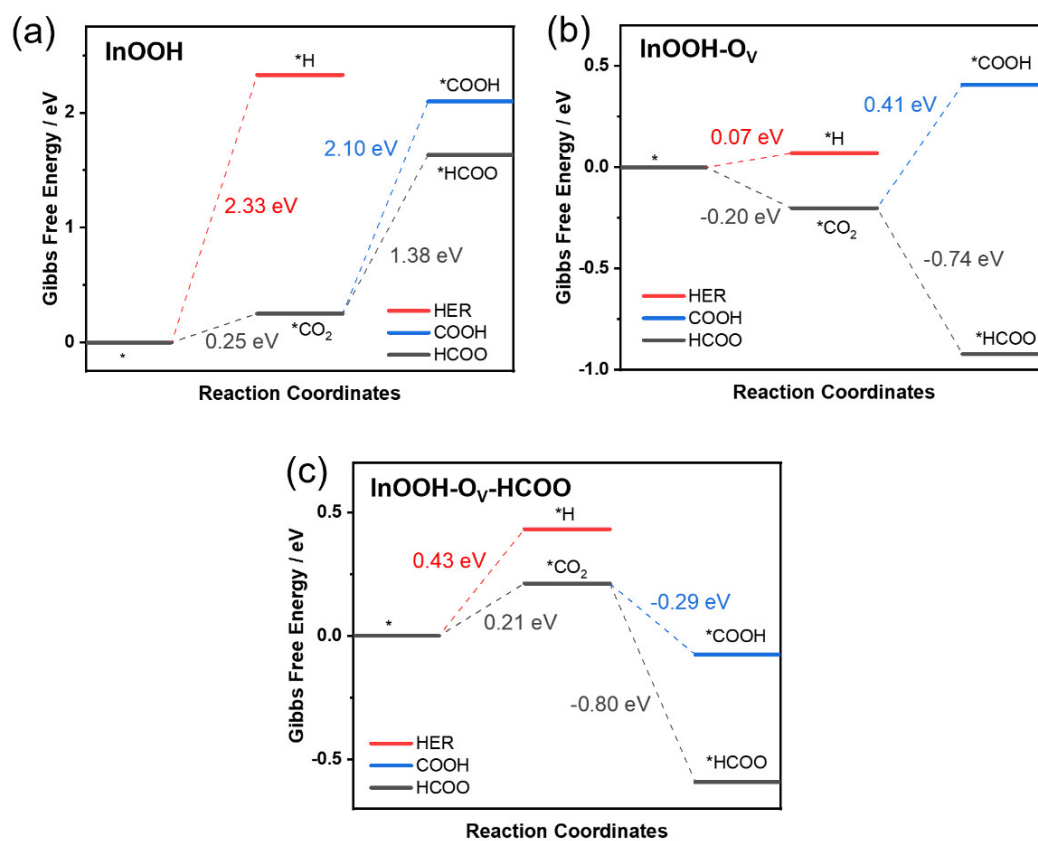 (a)
InOOH
*H
*COOH
2.10 eV
*HCOO
2.33 eV
1.38 eV
*CO₂
0.25 eV
*
HER
COOH
HCOO
2
1
0
Gibbs Free Energy / eV
Reaction Coordinates
(b)
InOOH-Oᵥ
*COOH
0.41 eV
*H
0.07 eV
*
-0.20 eV
*CO₂
-0.74 eV
*HCOO
HER
COOH
HCOO
0.5
0.0
-0.5
-1.0
Gibbs Free Energy / eV
Reaction Coordinates
(c)
InOOH-Oᵥ-HCOO
*H
0.43 eV
*CO₂
*
0.21 eV
-0.29 eV
*COOH
-0.80 eV
*HCOO
HER
COOH
HCOO
0.5
0.0
-0.5
Gibbs Free Energy / eV
Reaction Coordinates